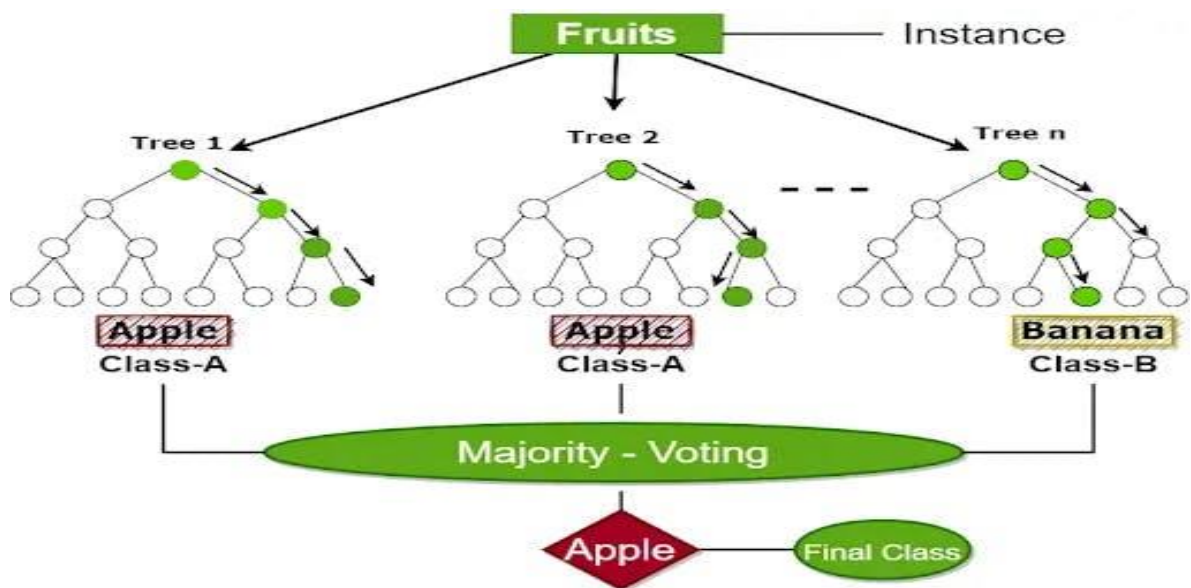 Fruits
Instance
Tree 1
Tree 2
Tree n
Apple
Class-A
Apple
Class-A
Banana
Class-B
Majority - Voting
Apple
Final Class